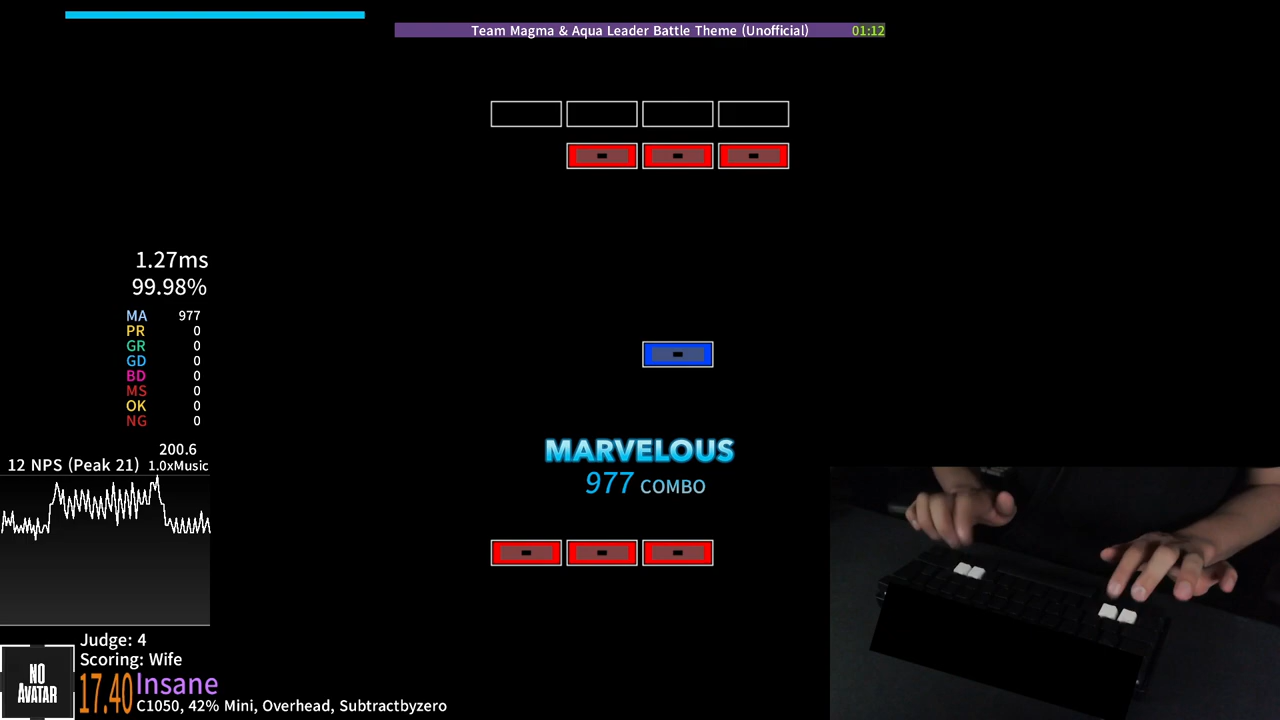 Team Magma & Aqua Leader Battle Theme (Unofficial) 01:12
1.27ms
99.98%
MA 977
PR 0
GR 0
GD 0
BD 0
MS 0
OK 0
NG 0
200.6
12 NPS (Peak 21) 1.0xMusic
MARVELOUS
977 COMBO
Judge: 4
Scoring: Wife
NO
AVATAR
17.40 Insane
C1050, 42% Mini, Overhead, Subtractbyzero